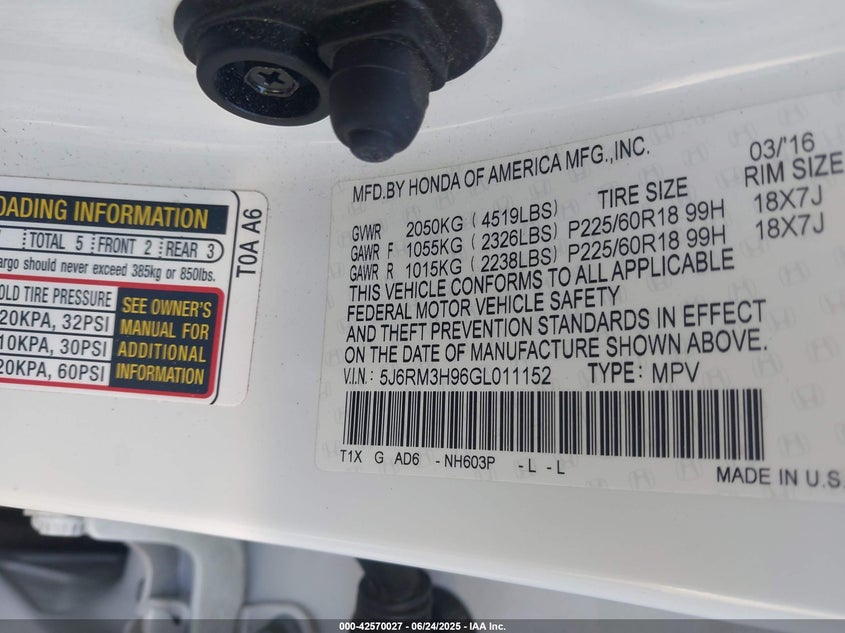 OADING INFORMATION
TOTAL 5 FRONT 2 REAR 3
argo should never exceed 385kg or 850lbs.
OLD TIRE PRESSURE
20KPA, 32PSI
10KPA, 30PSI
20KPA, 60PSI
SEE OWNER'S
MANUAL FOR
ADDITIONAL
INFORMATION
T0A A6
MFD.BY HONDA OF AMERICA MFG.,INC. 03/'16
TIRE SIZE RIM SIZE
GVWR 2050KG (4519LBS)
GAWR F 1055KG (2326LBS) P225/60R18 99H 18X7J
GAWR R 1015KG (2238LBS) P225/60R18 99H 18X7J
THIS VEHICLE CONFORMS TO ALL APPLICABLE
FEDERAL MOTOR VEHICLE SAFETY
AND THEFT PREVENTION STANDARDS IN EFFECT
ON THE DATE OF MANUFACTURE SHOWN ABOVE.
V.I.N.: 5J6RM3H96GL011152 TYPE: MPV
T1X G AD6 -NH603P -L -L
MADE IN U.S.
000-42570027 - 06/24/2025 - IAA Inc.